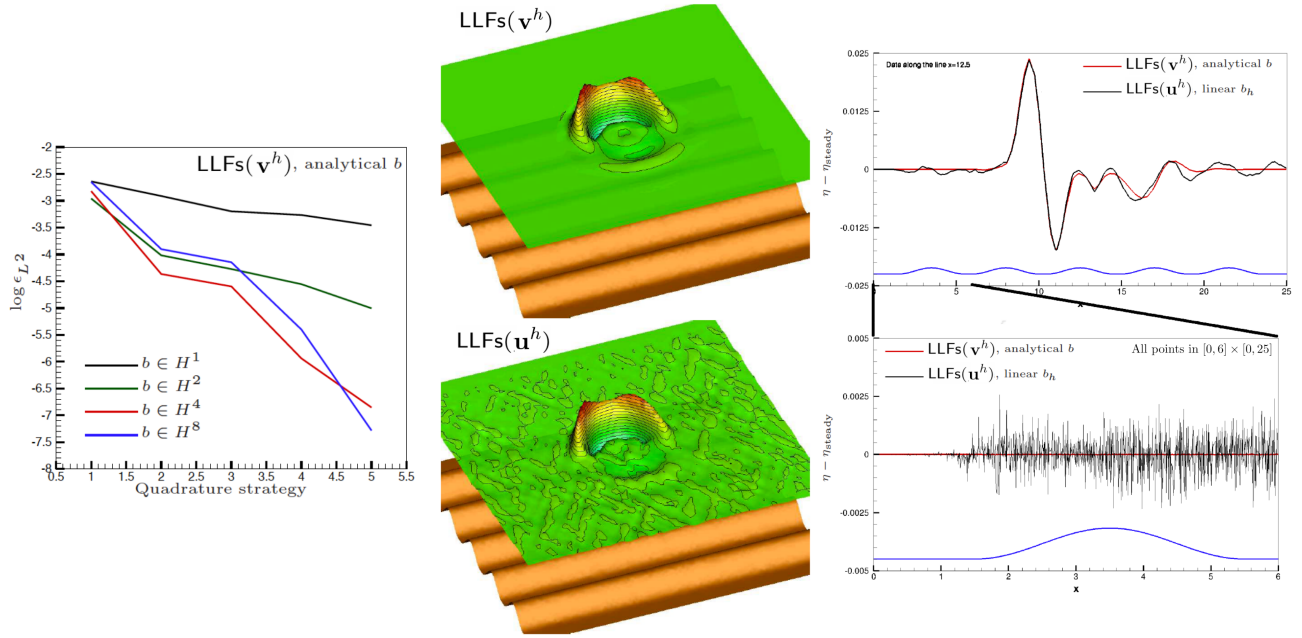 LLFs(v^h), analytical b
-2
-2.5
-3
-3.5
-4
-4.5
-5
-5.5
-6
-6.5
-7
-7.5
-8
log ϵ_L²
b ∈ H^1
b ∈ H^2
b ∈ H^4
b ∈ H^8
0.5 1 1.5 2 2.5 3 3.5 4 4.5 5 5.5
Quadrature strategy
LLFs(v^h)
LLFs(u^h)
Data along the line x=12.5
LLFs(v^h), analytical b
LLFs(u^h), linear b_h
0.025
0.0125
0
-0.0125
-0.025
η − η_steady
0 5 10 15 20 25
x
LLFs(v^h), analytical b
All points in [0, 6] × [0, 25]
LLFs(u^h), linear b_h
0.005
0.0025
0
-0.0025
-0.005
η − η_steady
0 1 2 3 4 5 6
x